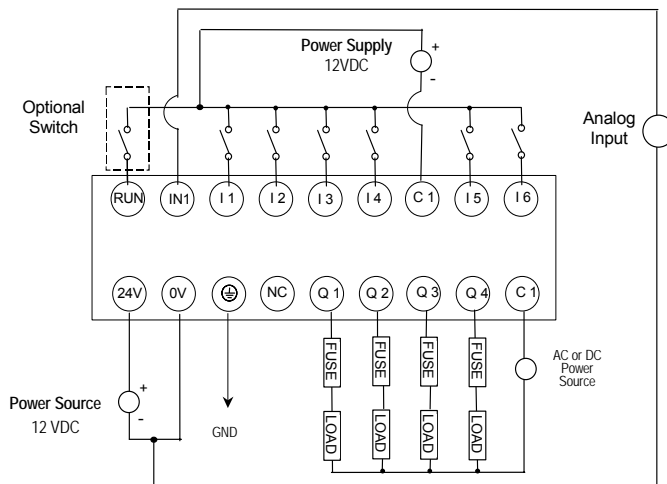 Power Supply
12VDC
+
-
Optional
Switch
Analog
Input
RUN IN1 I 1 I 2 I 3 I 4 C 1 I 5 I 6
24V 0V NC Q 1 Q 2 Q 3 Q 4 C 1
FUSE FUSE FUSE FUSE
LOAD LOAD LOAD LOAD
AC or DC
Power
Source
+
-
Power Source
12 VDC
GND